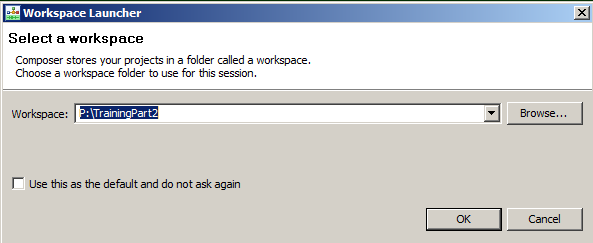 Workspace Launcher
Select a workspace
Composer stores your projects in a folder called a workspace.
Choose a workspace folder to use for this session.
Workspace: P:\TrainingPart2 Browse...
Use this as the default and do not ask again
OK Cancel